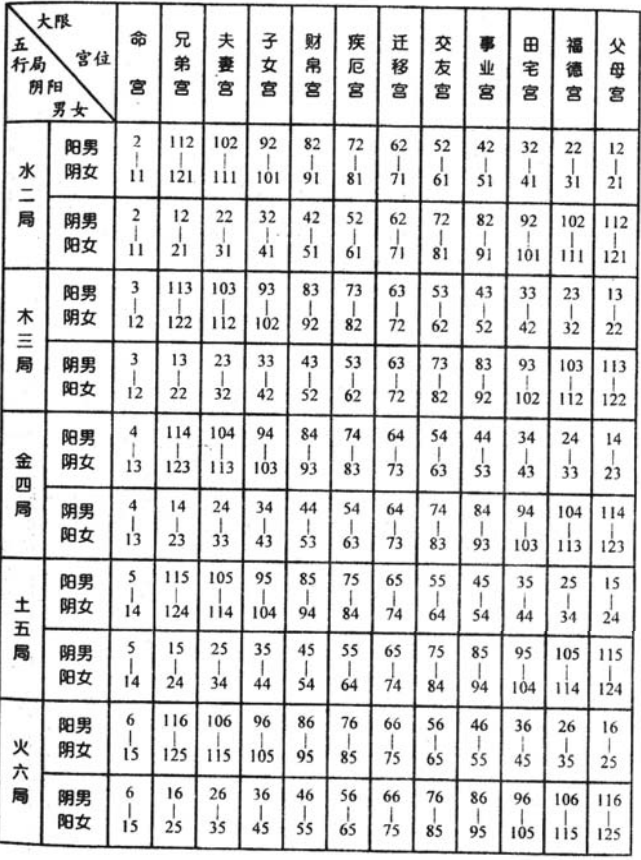 大限
宫位
五行局
阴阳
男女
命宫 兄弟宫 夫妻宫 子女宫 财帛宫 疾厄宫 迁移宫 交友宫 事业宫 田宅宫 福德宫 父母宫
水二局
阳男 阴女 2|11 112|121 102|111 92|101 82|91 72|81 62|71 52|61 42|51 32|41 22|31 12|21
阴男 阳女 2|11 12|21 22|31 32|41 42|51 52|61 62|71 72|81 82|91 92|101 102|111 112|121
木三局
阳男 阴女 3|12 113|122 103|112 93|102 83|92 73|82 63|72 53|62 43|52 33|42 23|32 13|22
阴男 阳女 3|12 13|22 23|32 33|42 43|52 53|62 63|72 73|82 83|92 93|102 103|112 113|122
金四局
阳男 阴女 4|13 114|123 104|113 94|103 84|93 74|83 64|73 54|63 44|53 34|43 24|33 14|23
阴男 阳女 4|13 14|23 24|33 34|43 44|53 54|63 64|73 74|83 84|93 94|103 104|113 114|123
土五局
阳男 阴女 5|14 115|124 105|114 95|104 85|94 75|84 65|74 55|64 45|54 35|44 25|34 15|24
阴男 阳女 5|14 15|24 25|34 35|44 45|54 55|64 65|74 75|84 85|94 95|104 105|114 115|124
火六局
阳男 阴女 6|15 116|125 106|115 96|105 86|95 76|85 66|75 56|65 46|55 36|45 26|35 16|25
阴男 阳女 6|15 16|25 26|35 36|45 46|55 56|65 66|75 76|85 86|95 96|105 106|115 116|125